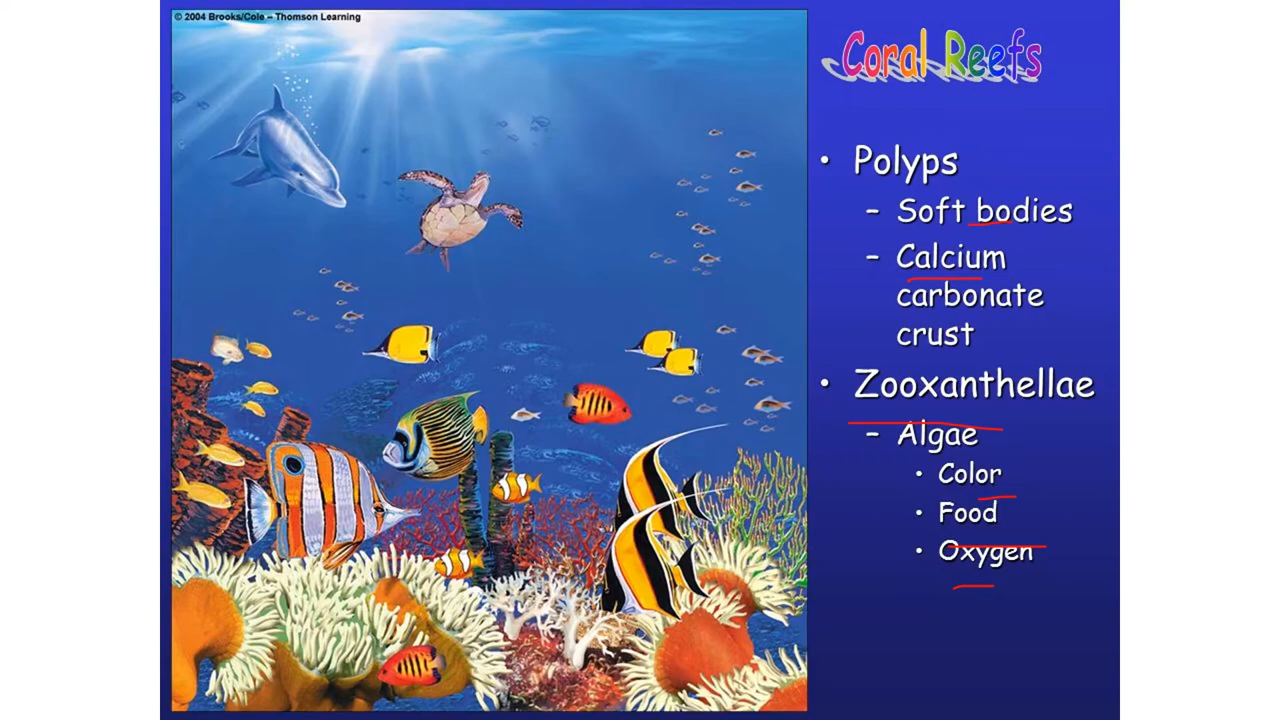 © 2004 Brooks/Cole – Thomson Learning
Coral Reefs
• Polyps
– Soft bodies
– Calcium
carbonate
crust
• Zooxanthellae
– Algae
• Color
• Food
• Oxygen